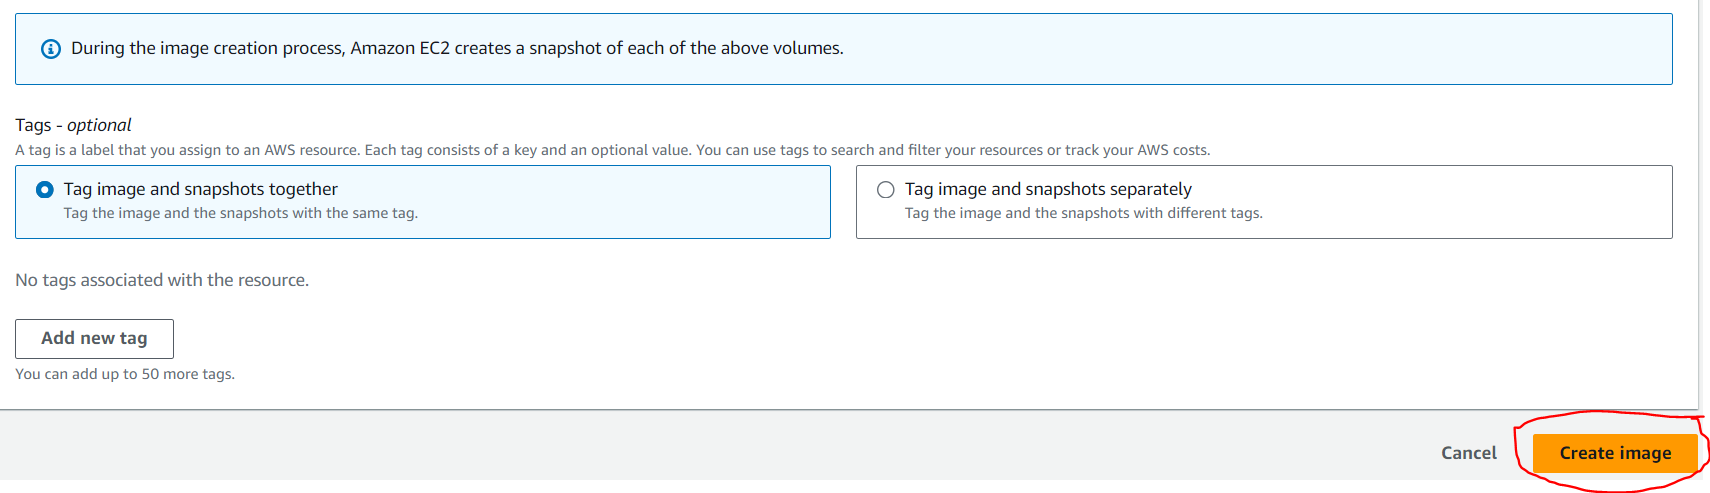 During the image creation process, Amazon EC2 creates a snapshot of each of the above volumes.
Tags - optional
A tag is a label that you assign to an AWS resource. Each tag consists of a key and an optional value. You can use tags to search and filter your resources or track your AWS costs.
Tag image and snapshots together
Tag the image and the snapshots with the same tag.
Tag image and snapshots separately
Tag the image and the snapshots with different tags.
No tags associated with the resource.
Add new tag
You can add up to 50 more tags.
Cancel
Create image